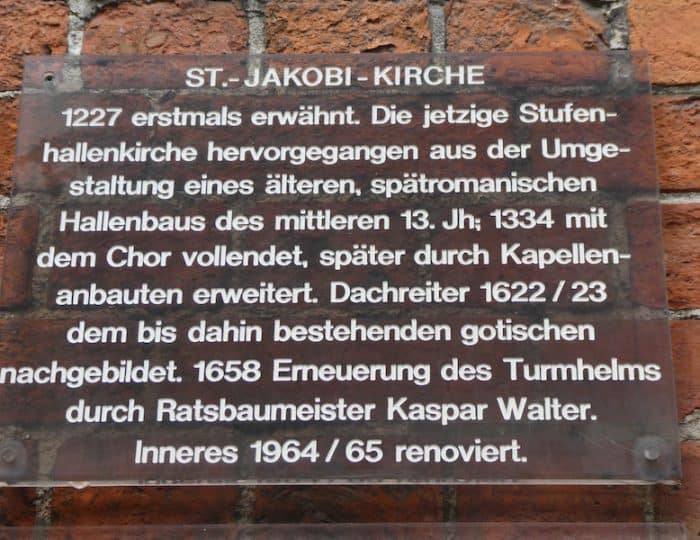 ST.-JAKOBI-KIRCHE
1227 erstmals erwähnt. Die jetzige Stufen-
hallenkirche hervorgegangen aus der Umge-
staltung eines älteren, spätromanischen
Hallenbaus des mittleren 13. Jh; 1334 mit
dem Chor vollendet, später durch Kapellen-
anbauten erweitert. Dachreiter 1622/23
dem bis dahin bestehenden gotischen
nachgebildet. 1658 Erneuerung des Turmhelms
durch Ratsbaumeister Kaspar Walter.
Inneres 1964/65 renoviert.